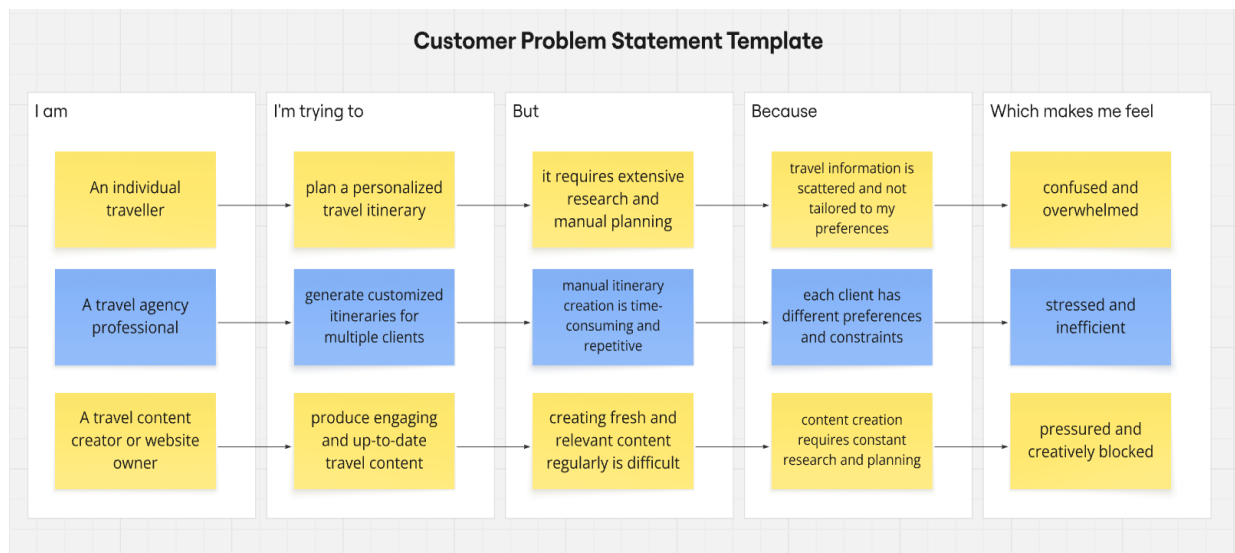 Customer Problem Statement Template
I am
I'm trying to
But
Because
Which makes me feel
An individual
traveller
plan a personalized
travel itinerary
it requires extensive
research and
manual planning
travel information is
scattered and not
tailored to my
preferences
confused and
overwhelmed
A travel agency
professional
generate customized
itineraries for
multiple clients
manual itinerary
creation is time-
consuming and
repetitive
each client has
different preferences
and constraints
stressed and
inefficient
A travel content
creator or website
owner
produce engaging
and up-to-date
travel content
creating fresh and
relevant content
regularly is difficult
content creation
requires constant
research and planning
pressured and
creatively blocked